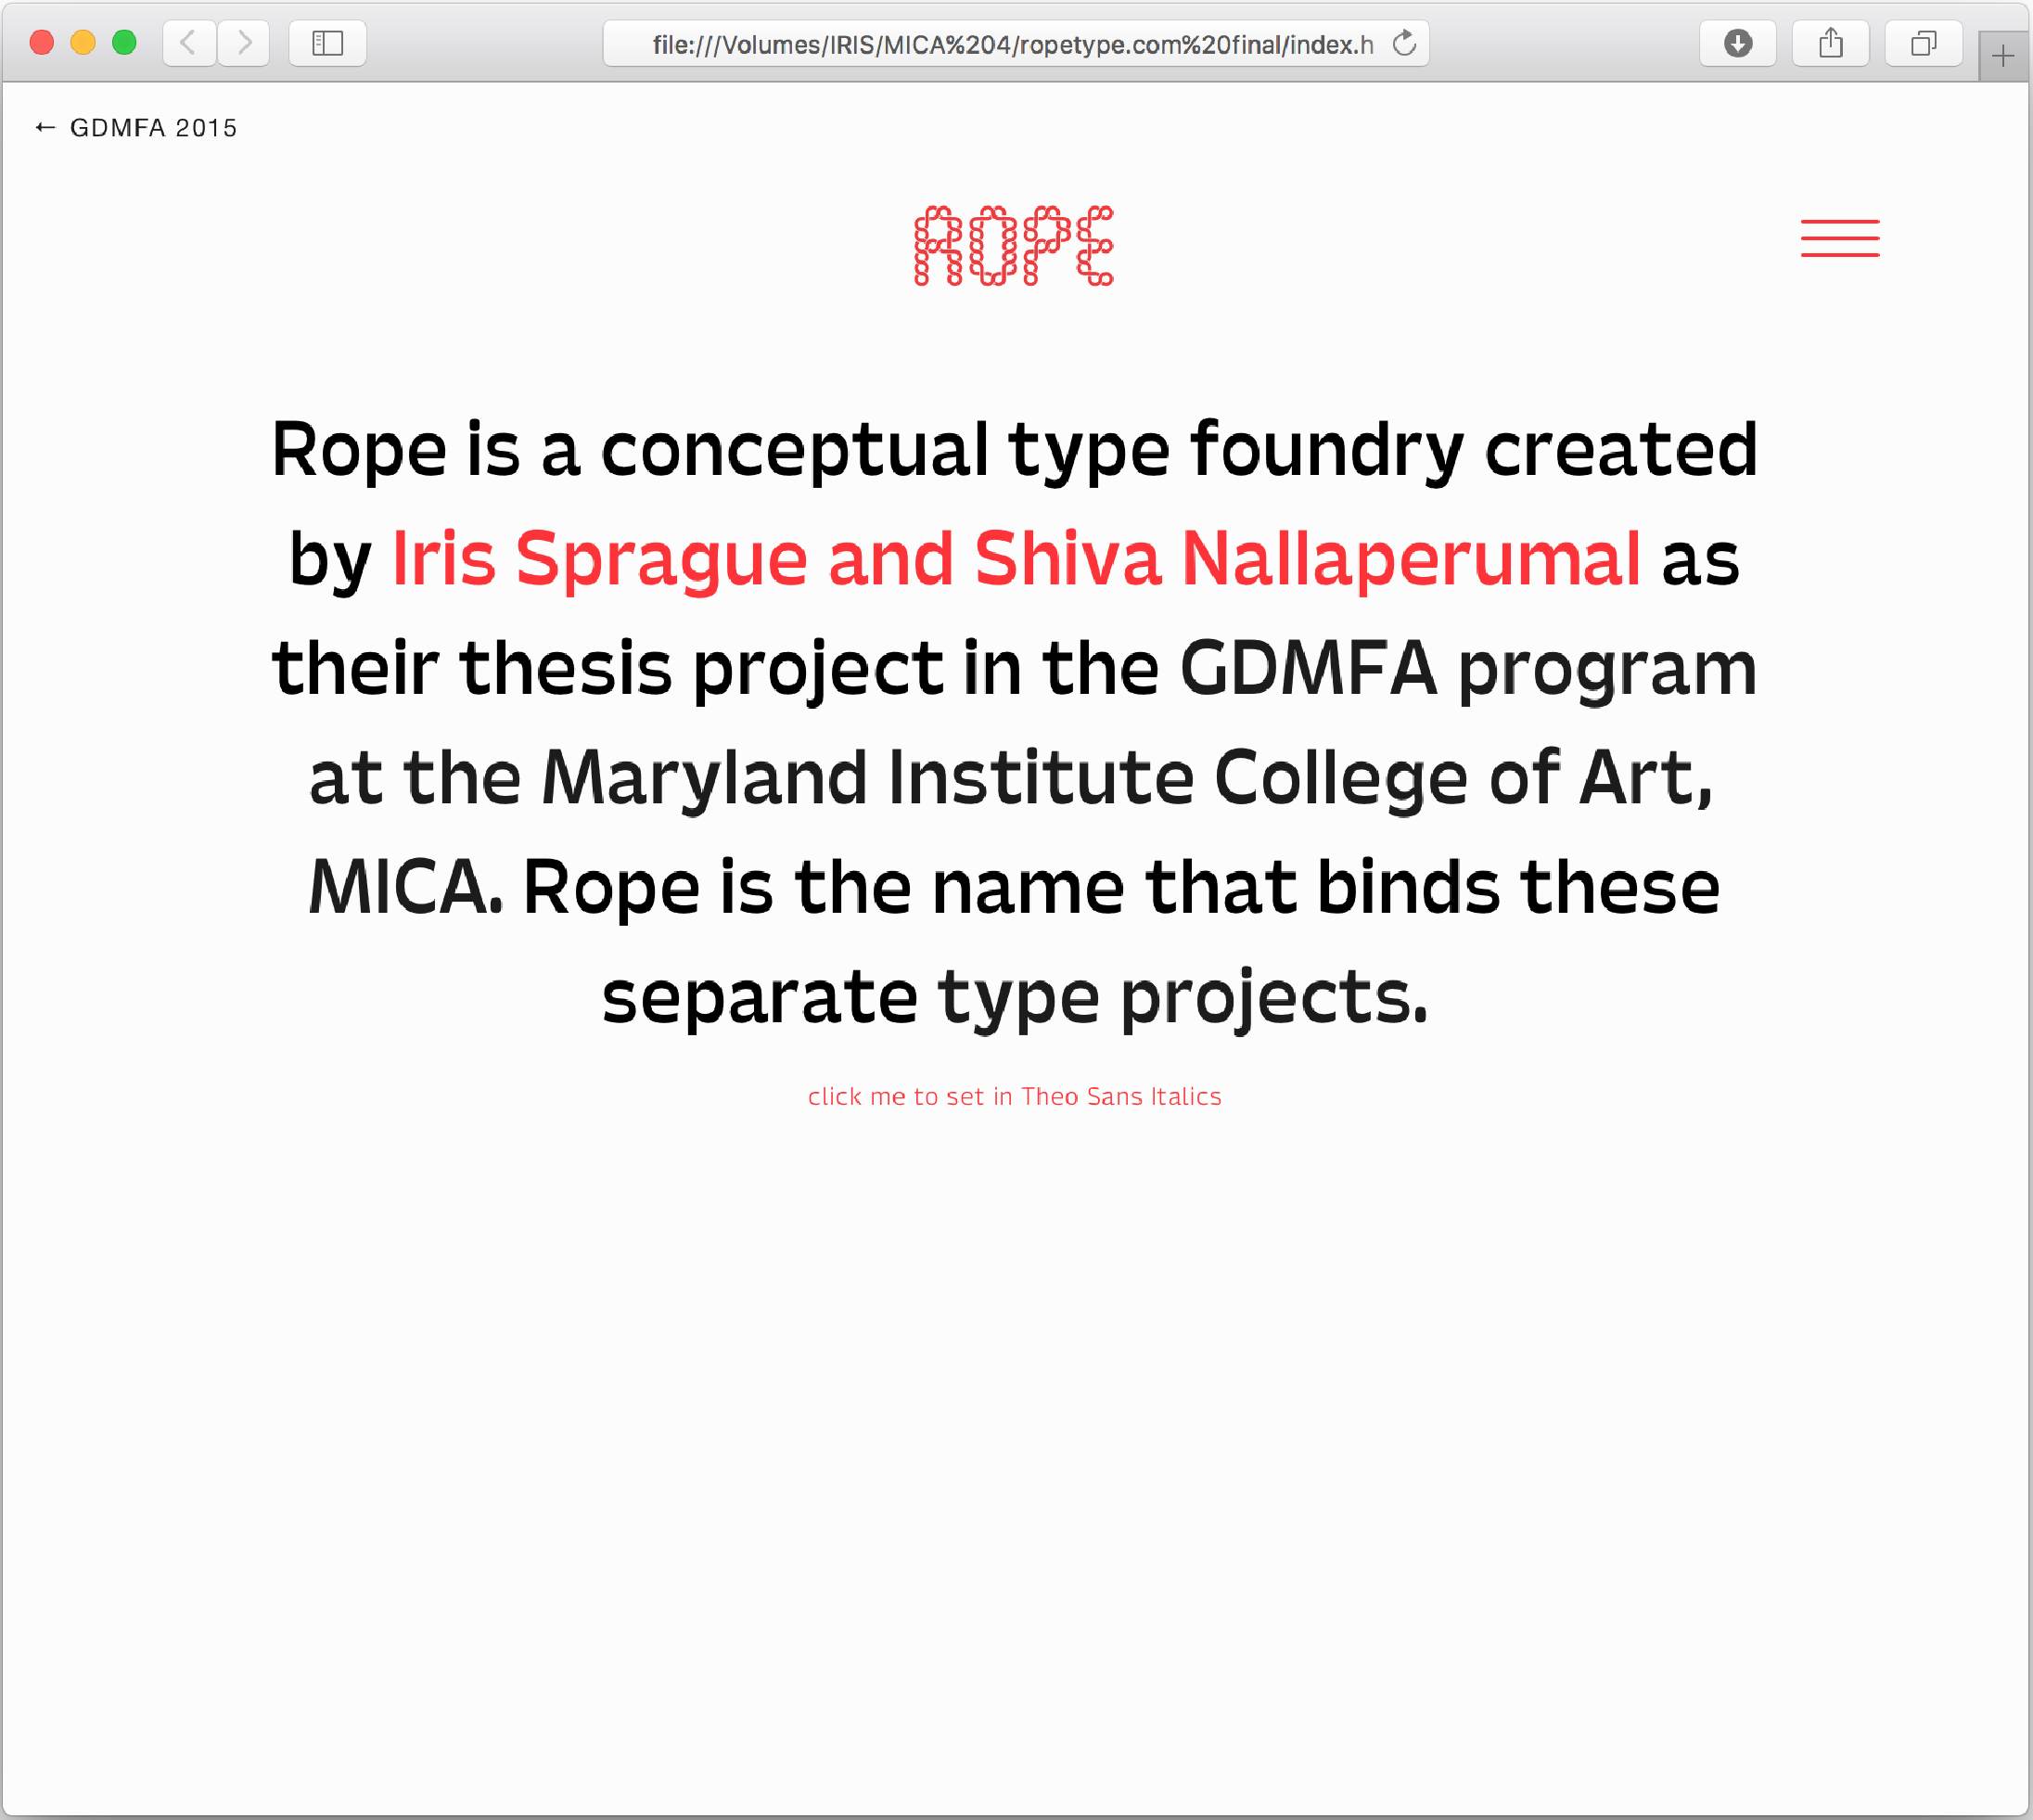 file:///Volumes/IRIS/MICA%204/ropetype.com%20final/index.h
← GDMFA 2015
ROPE
Rope is a conceptual type foundry created
by Iris Sprague and Shiva Nallaperumal as
their thesis project in the GDMFA program
at the Maryland Institute College of Art,
MICA. Rope is the name that binds these
separate type projects.
click me to set in Theo Sans Italics